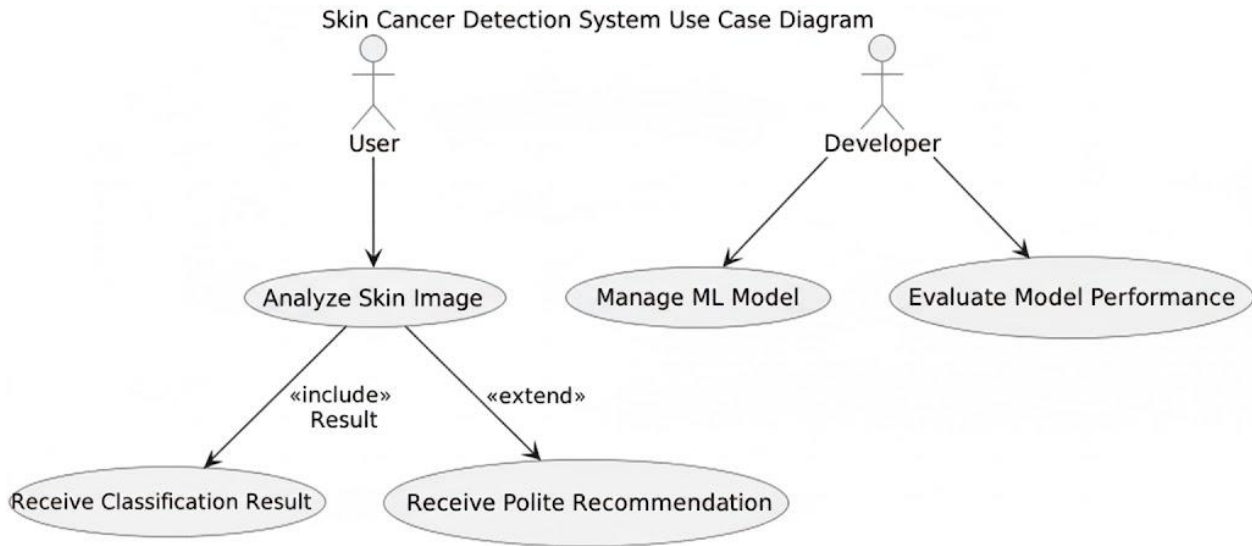 Skin Cancer Detection System Use Case Diagram
User
Developer
Analyze Skin Image
Manage ML Model
Evaluate Model Performance
«include»
Result
«extend»
Receive Classification Result
Receive Polite Recommendation